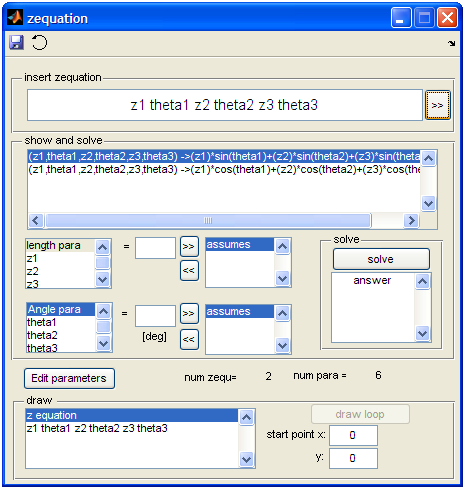 zequation
insert zequation
z1 theta1 z2 theta2 z3 theta3
>>
show and solve
(z1,theta1,z2,theta2,z3,theta3) ->(z1)*sin(theta1)+(z2)*sin(theta2)+(z3)*sin(theta
(z1,theta1,z2,theta2,z3,theta3) ->(z1)*cos(theta1)+(z2)*cos(theta2)+(z3)*cos(the
length para
z1
z2
z3
=
>>
<<
assumes
solve
solve
answer
Angle para
theta1
theta2
theta3
=
[deg]
>>
<<
assumes
Edit parameters
num zequ= 2 num para = 6
draw
z equation
z1 theta1 z2 theta2 z3 theta3
draw loop
start point x: 0
y: 0